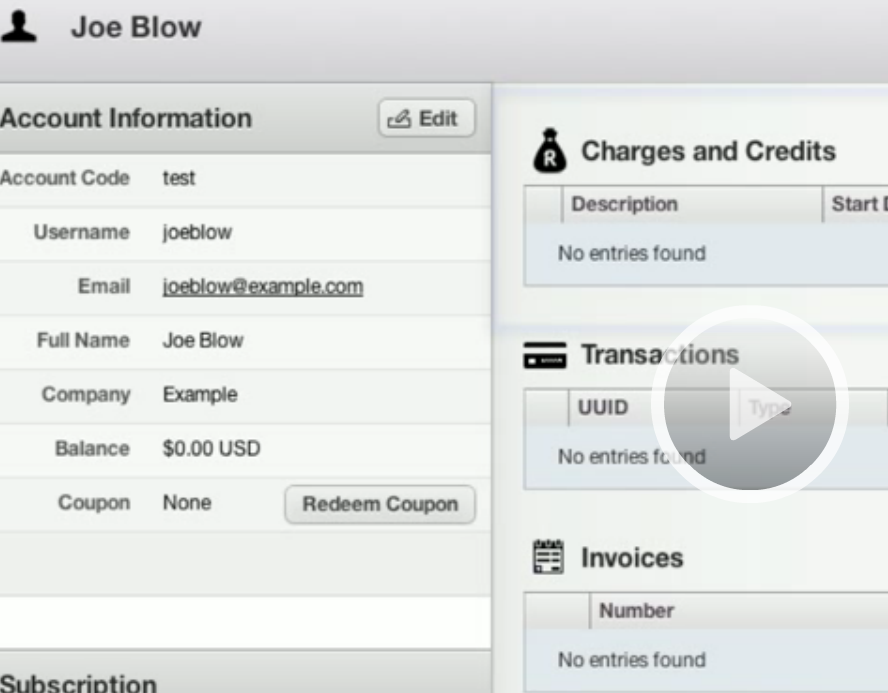 Joe Blow
Account Information
Edit
Account Code test
Username joeblow
Email joeblow@example.com
Full Name Joe Blow
Company Example
Balance $0.00 USD
Coupon None Redeem Coupon
Subscription
R Charges and Credits
Description Start D
No entries found
Transactions
UUID Type
No entries found
Invoices
Number
No entries found